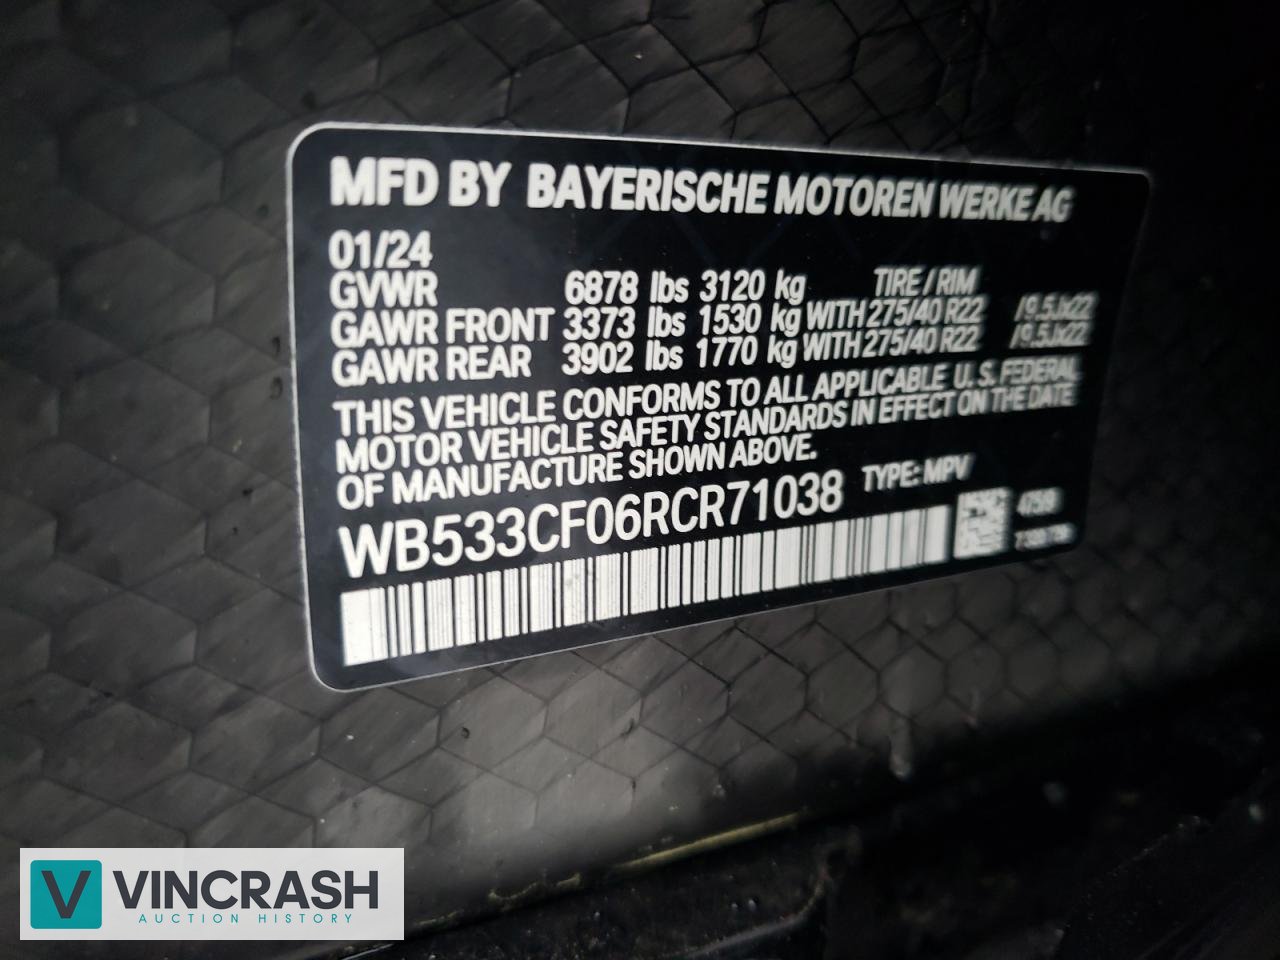 MFD BY BAYERISCHE MOTOREN WERKE AG
01/24
GVWR 6878 lbs 3120 kg TIRE / RIM
GAWR FRONT 3373 lbs 1530 kg WITH 275/40 R22 /9.5Jx22
GAWR REAR 3902 lbs 1770 kg WITH 275/40 R22 /9.5Jx22
THIS VEHICLE CONFORMS TO ALL APPLICABLE U.S. FEDERAL
MOTOR VEHICLE SAFETY STANDARDS IN EFFECT ON THE DATE
OF MANUFACTURE SHOWN ABOVE.
WB533CF06RCR71038 TYPE: MPV
V VINCRASH
AUCTION HISTORY